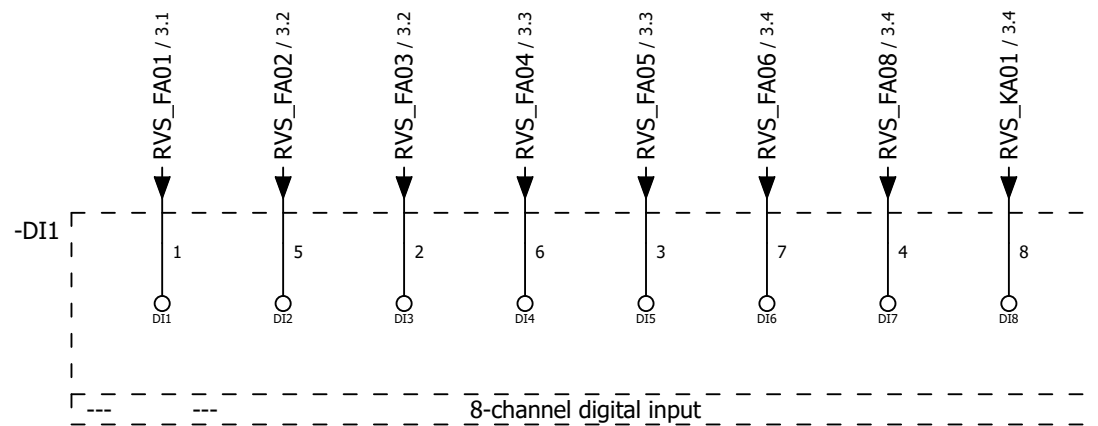 RVS_FA01 / 3.1
RVS_FA02 / 3.2
RVS_FA03 / 3.2
RVS_FA04 / 3.3
RVS_FA05 / 3.3
RVS_FA06 / 3.4
RVS_FA08 / 3.4
RVS_KA01 / 3.4
-DI1
1 5 2 6 3 7 4 8
DI1 DI2 DI3 DI4 DI5 DI6 DI7 DI8
--- --- 8-channel digital input